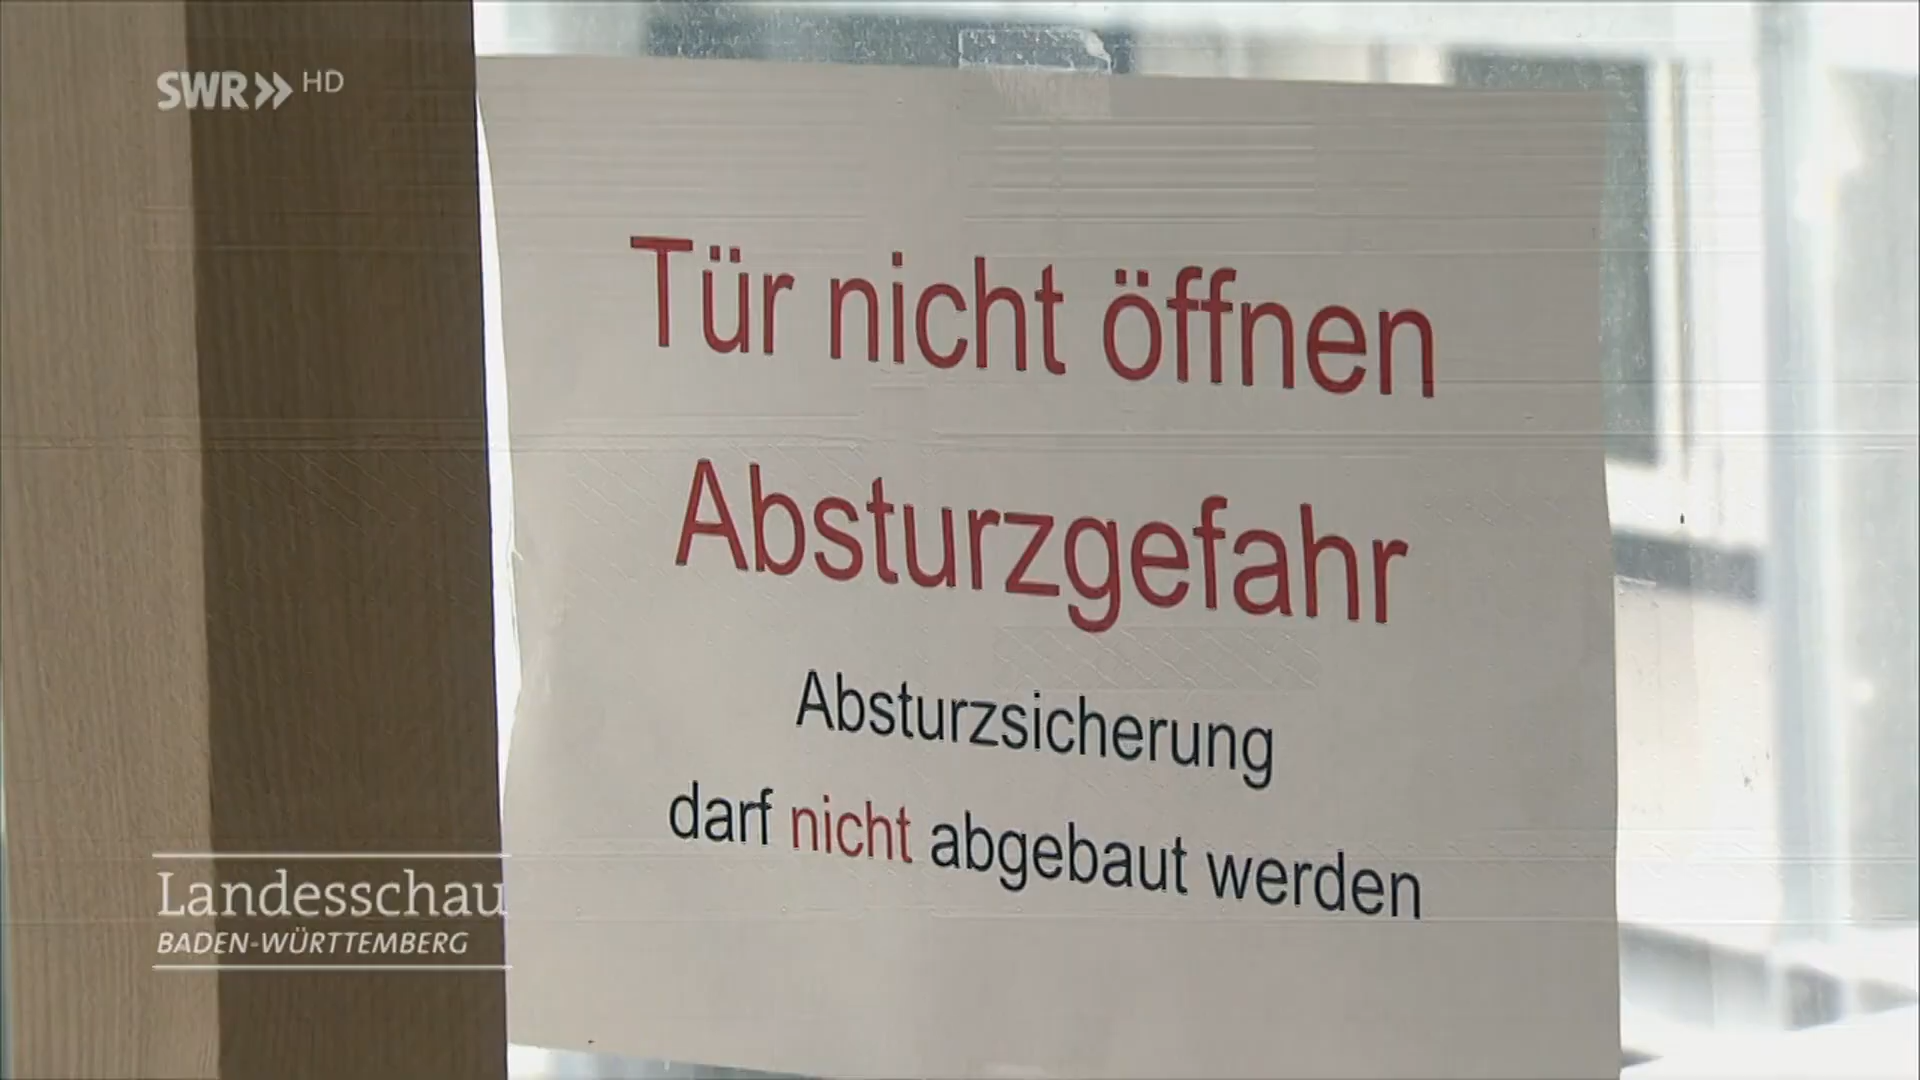 SWR» HD
Tür nicht öffnen
Absturzgefahr
Absturzsicherung
darf nicht abgebaut werden
Landesschau
BADEN-WÜRTTEMBERG